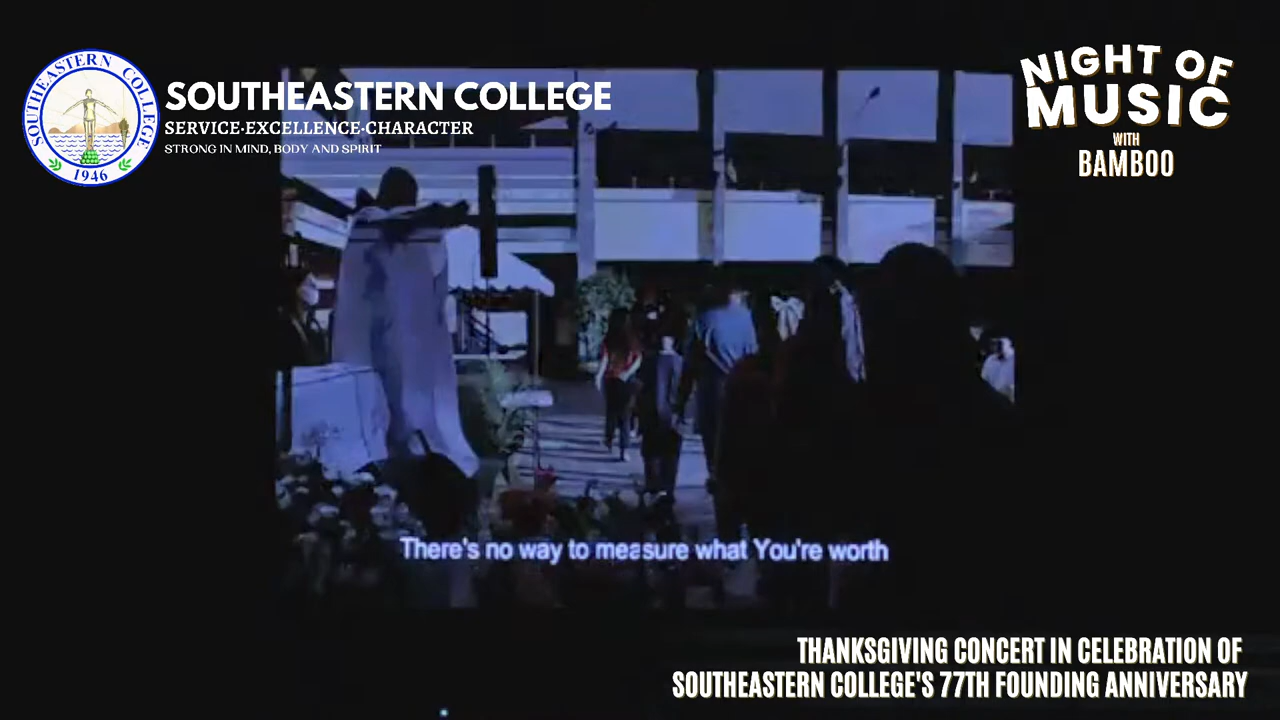 SOUTHEASTERN COLLEGE
1946
SOUTHEASTERN COLLEGE
SERVICE·EXCELLENCE·CHARACTER
STRONG IN MIND, BODY AND SPIRIT
NIGHT OF
MUSIC
WITH
BAMBOO
There's no way to measure what You're worth
THANKSGIVING CONCERT IN CELEBRATION OF
SOUTHEASTERN COLLEGE'S 77TH FOUNDING ANNIVERSARY